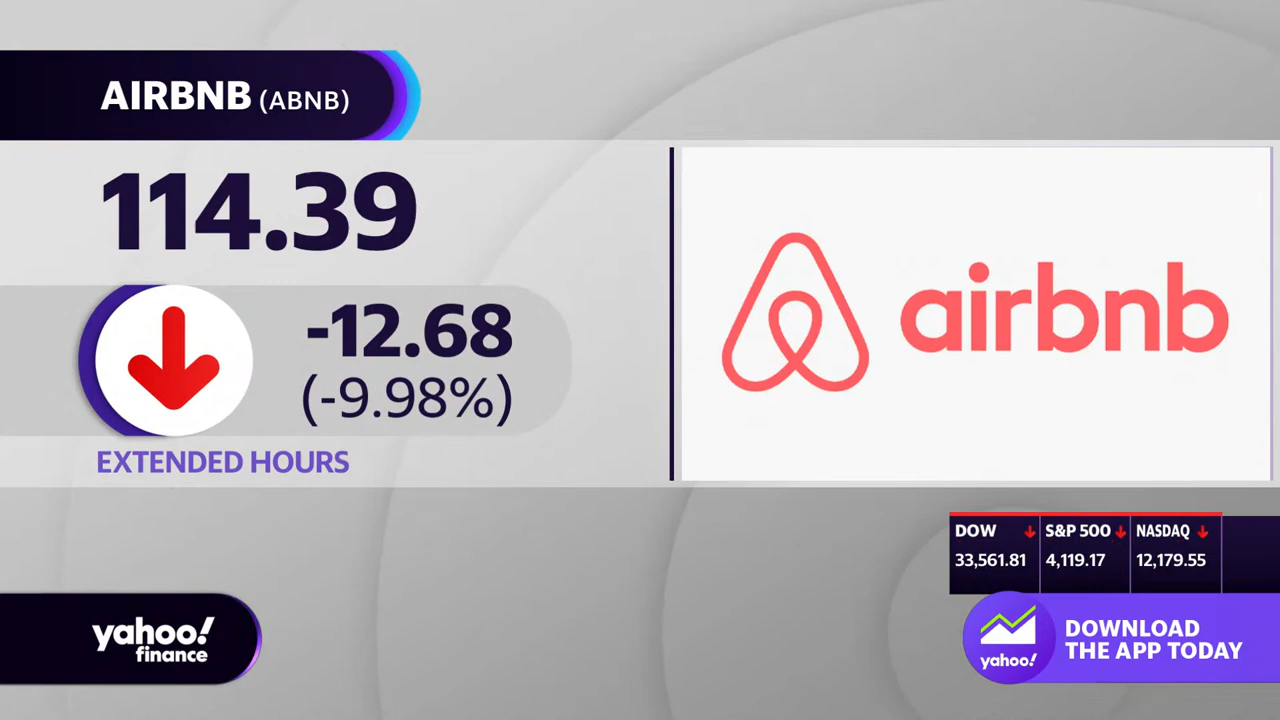 AIRBNB (ABNB)
114.39
-12.68
(-9.98%)
EXTENDED HOURS
airbnb
DOW S&P 500 NASDAQ
33,561.81 4,119.17 12,179.55
yahoo!
finance
yahoo!
DOWNLOAD
THE APP TODAY